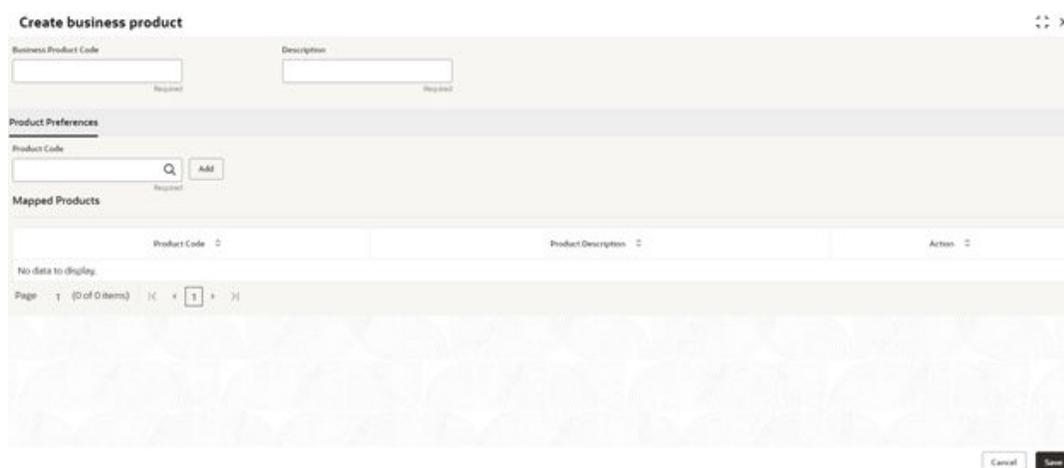 Create business product
Business Product Code Description
Required Required
Product Preferences
Product Code
Add
Required
Mapped Products
Product Code Product Description Action
No data to display.
Page 1 (0 of 0 items) 1
Cancel Save